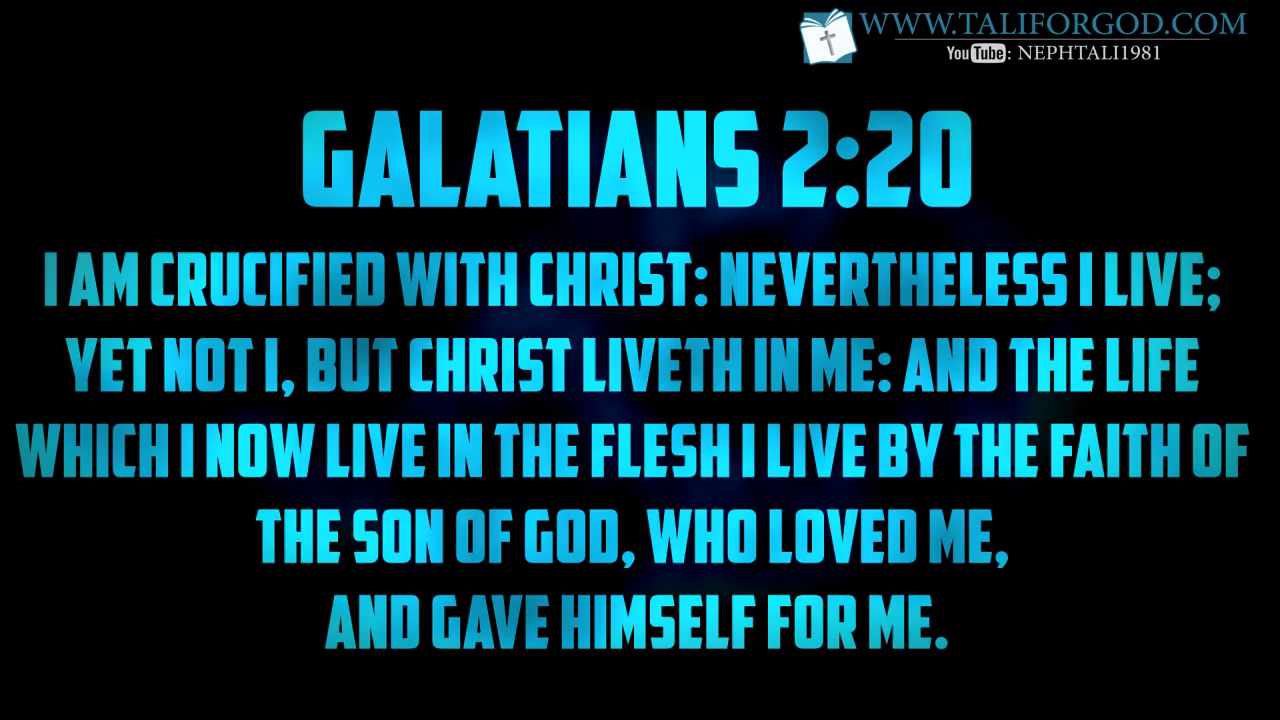 WWW.TALIFORGOD.COM
YouTube: NEPHTALI1981
GALATIANS 2:20
I AM CRUCIFIED WITH CHRIST: NEVERTHELESS I LIVE;
YET NOT I, BUT CHRIST LIVETH IN ME: AND THE LIFE
WHICH I NOW LIVE IN THE FLESH I LIVE BY THE FAITH OF
THE SON OF GOD, WHO LOVED ME,
AND GAVE HIMSELF FOR ME.